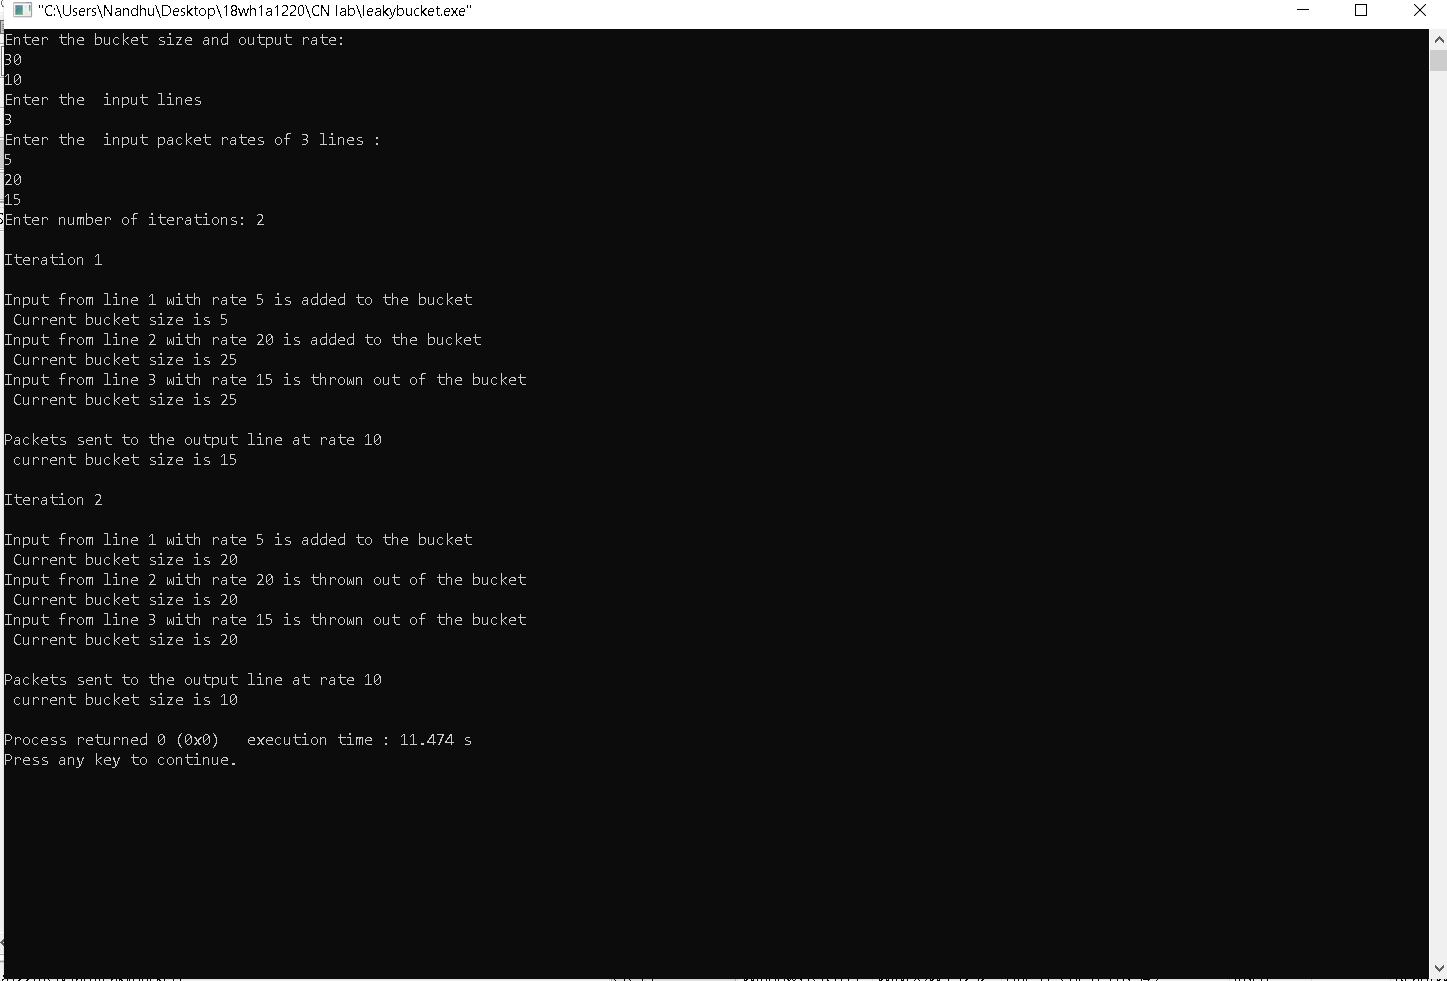 "C:\Users\Nandhu\Desktop\18wh1a1220\CN lab\leakybucket.exe"
Enter the bucket size and output rate:
30
10
Enter the  input lines
3
Enter the  input packet rates of 3 lines :
5
20
15
Enter number of iterations: 2
Iteration 1
Input from line 1 with rate 5 is added to the bucket
 Current bucket size is 5
Input from line 2 with rate 20 is added to the bucket
 Current bucket size is 25
Input from line 3 with rate 15 is thrown out of the bucket
 Current bucket size is 25
Packets sent to the output line at rate 10
 current bucket size is 15
Iteration 2
Input from line 1 with rate 5 is added to the bucket
 Current bucket size is 20
Input from line 2 with rate 20 is thrown out of the bucket
 Current bucket size is 20
Input from line 3 with rate 15 is thrown out of the bucket
 Current bucket size is 20
Packets sent to the output line at rate 10
 current bucket size is 10
Process returned 0 (0x0)   execution time : 11.474 s
Press any key to continue.